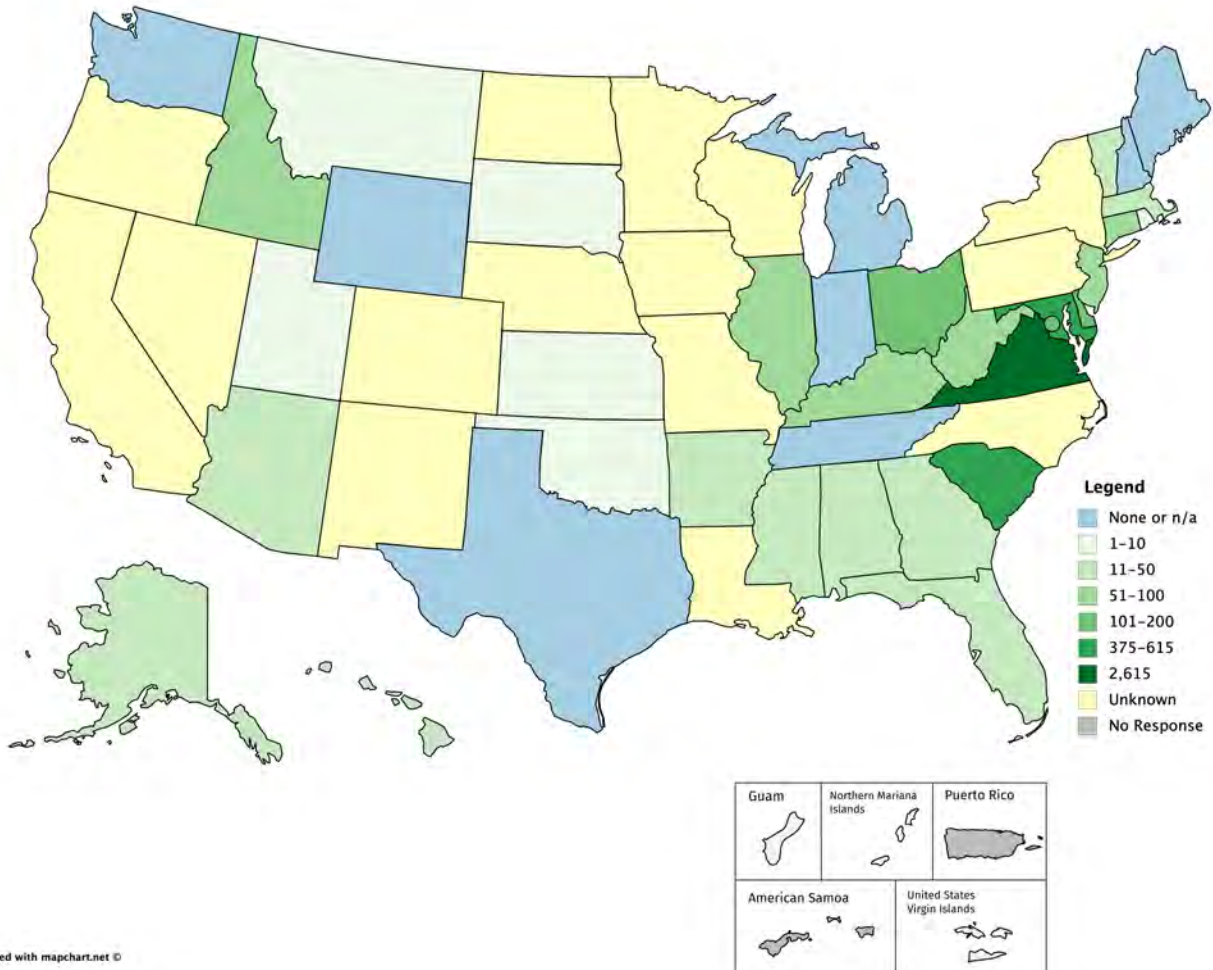 Legend
None or n/a
1-10
11-50
51-100
101-200
375-615
2,615
Unknown
No Response
Guam
Northern Mariana
Islands
Puerto Rico
American Samoa
United States
Virgin Islands
ed with mapchart.net ©